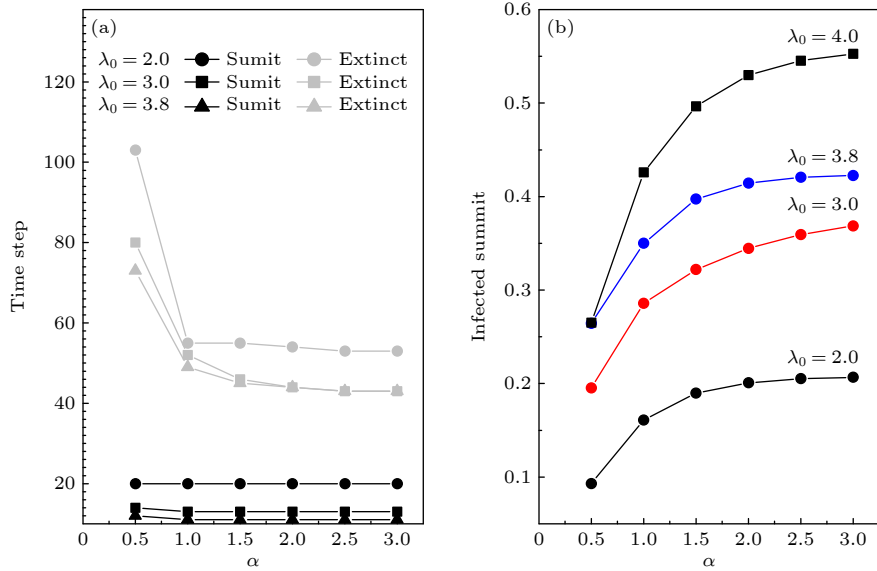 (a)
λ0 = 2.0 Sumit Extinct
λ0 = 3.0 Sumit Extinct
λ0 = 3.8 Sumit Extinct
120
100
80
60
40
20
Time step
0 0.5 1.0 1.5 2.0 2.5 3.0
α
(b)
λ0 = 4.0
λ0 = 3.8
λ0 = 3.0
λ0 = 2.0
0.6
0.5
0.4
0.3
0.2
0.1
Infected summit
0 0.5 1.0 1.5 2.0 2.5 3.0
α